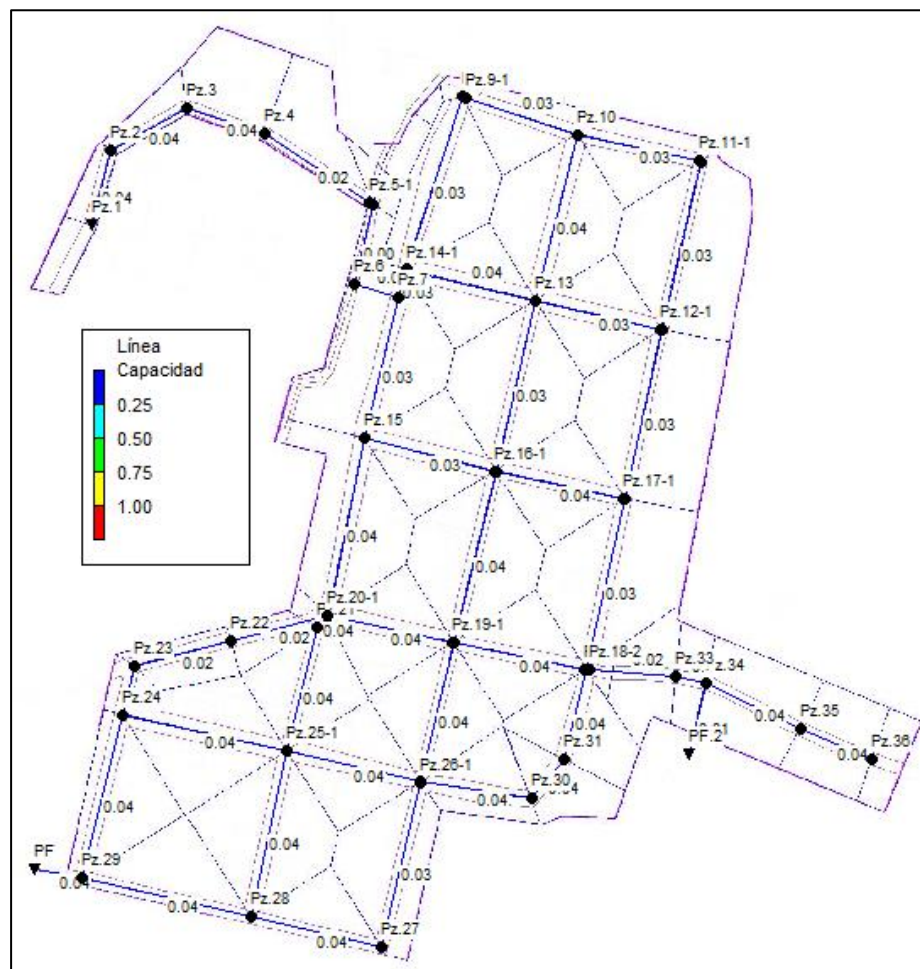 Pz.9-1
0.03
Pz.10
Pz.3
Pz.4
0.04
0.04
Pz.11-1
0.03
Pz.2
0.02
0.03
0.04
0.03
Pz.5-1
Pz.1
Pz.14-1
Pz.6
0.04
Pz.7
0.03
Pz.13
0.03
Pz.12-1
Línea
Capacidad
0.25
0.50
0.75
1.00
0.03
0.03
0.03
Pz.15
0.03
Pz.16-1
0.04
Pz.17-1
0.04
0.04
0.03
Pz.20-1
0.04
0.04
Pz.19-1
0.04
Pz.22
0.02
Pz.23
0.02
Pz.18-2
0.02
Pz.33
z.34
Pz.24
0.04
Pz.25-1
0.04
0.04
0.04
Pz.35
0.04
Pz.36
PF.2
Pz.31
Pz.26-1
0.04
Pz.30
0.04
0.04
0.03
PF
0.04
Pz.29
0.04
Pz.28
0.04
Pz.27